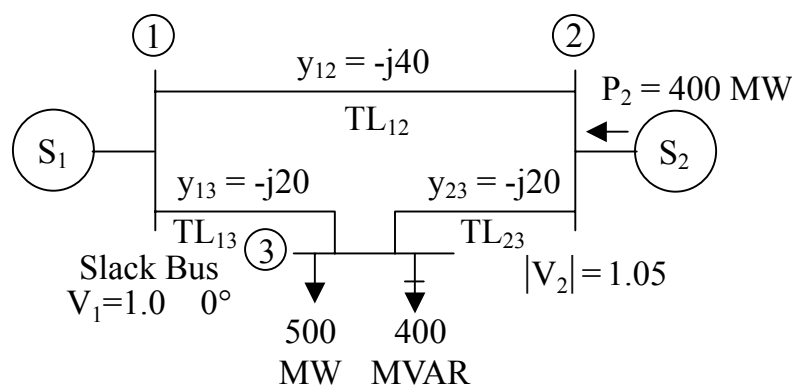 1
2
y12 = -j40
P2 = 400 MW
TL12
S1
S2
y13 = -j20
y23 = -j20
TL13
TL23
3
Slack Bus
V1=1.0 0°
|V2| = 1.05
500
MW
400
MVAR